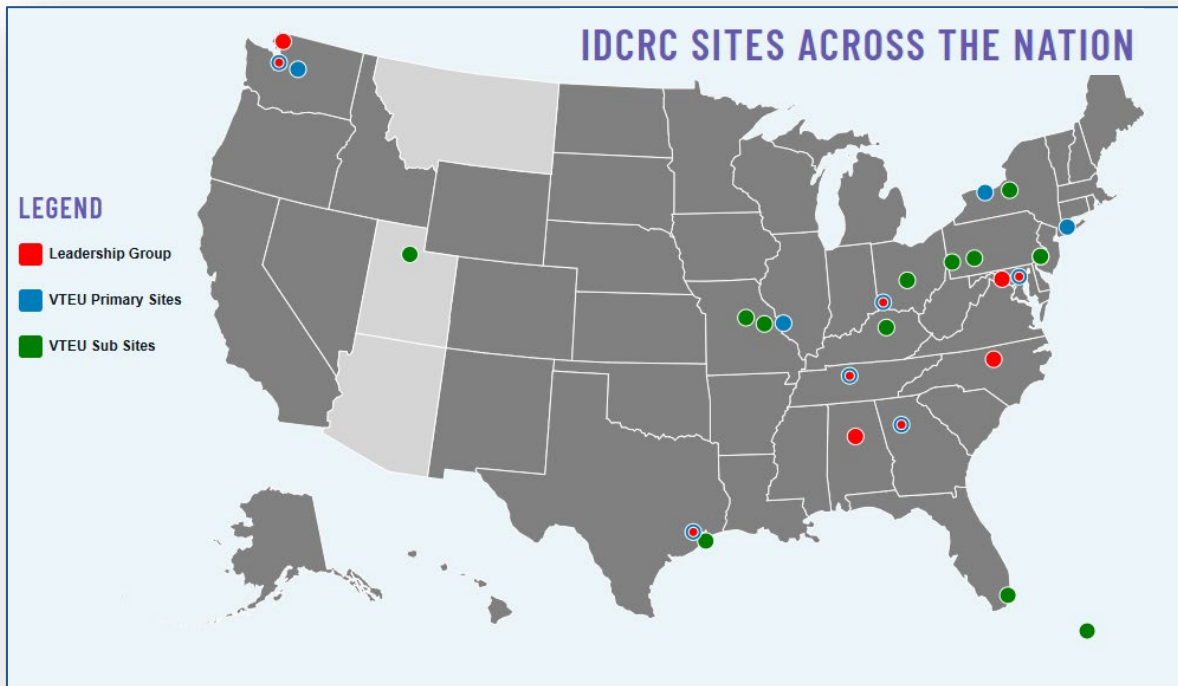 IDCRC SITES ACROSS THE NATION
LEGEND
Leadership Group
VTEU Primary Sites
VTEU Sub Sites